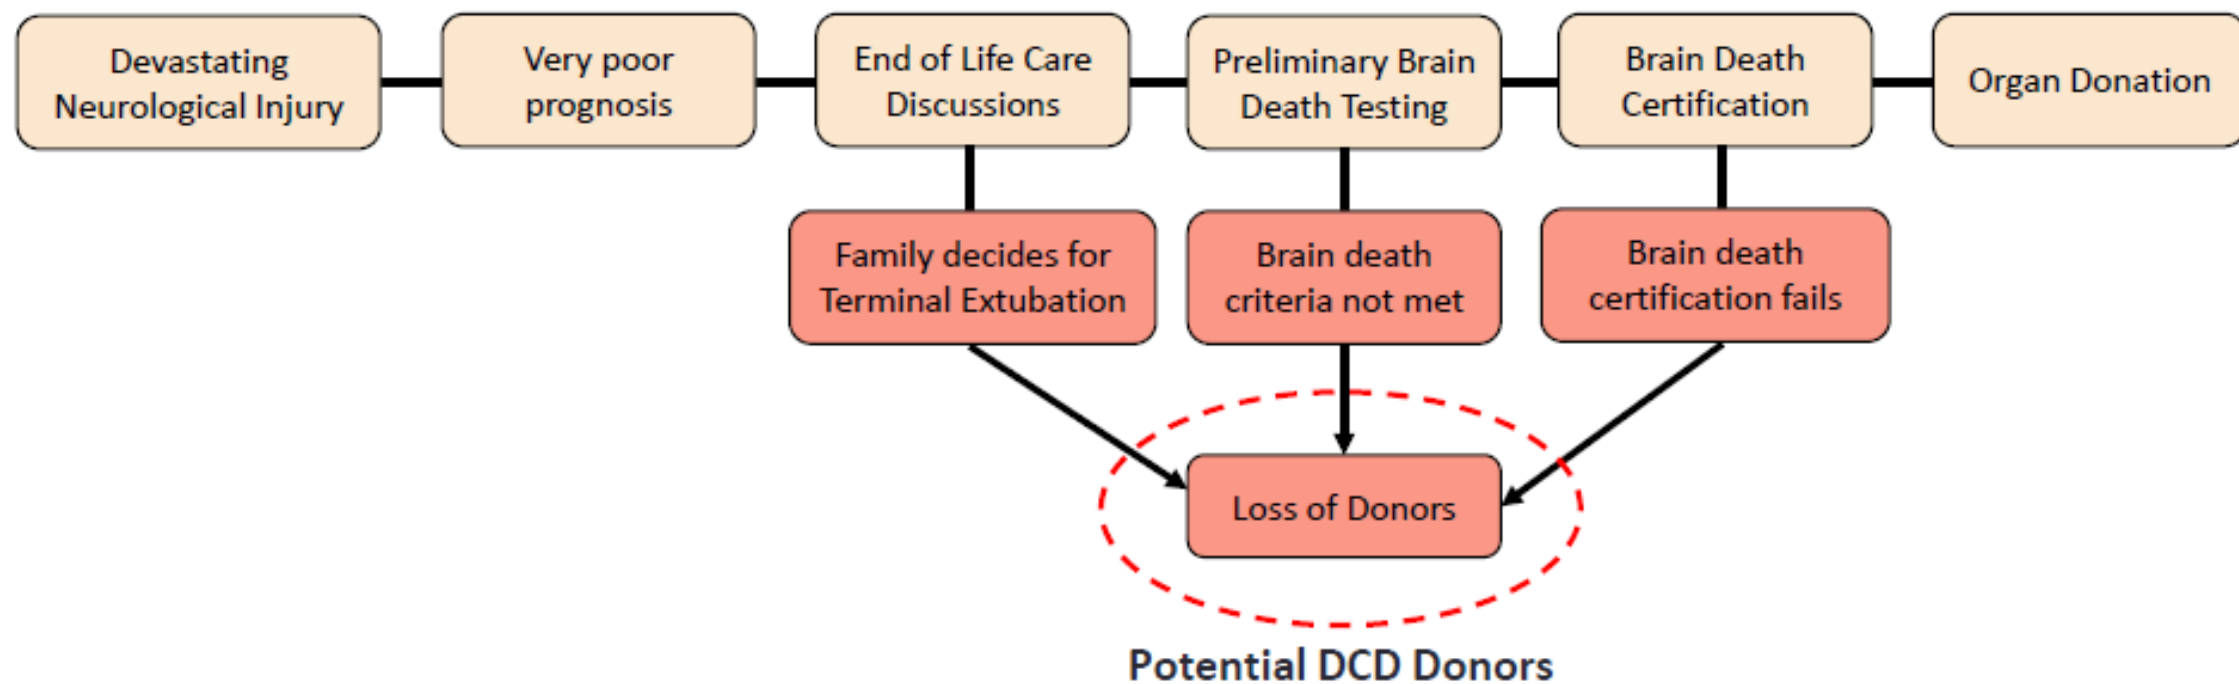 Devastating
Neurological Injury
Very poor
prognosis
End of Life Care
Discussions
Preliminary Brain
Death Testing
Brain Death
Certification
Organ Donation
Family decides for
Terminal Extubation
Brain death
criteria not met
Brain death
certification fails
Loss of Donors
Potential DCD Donors